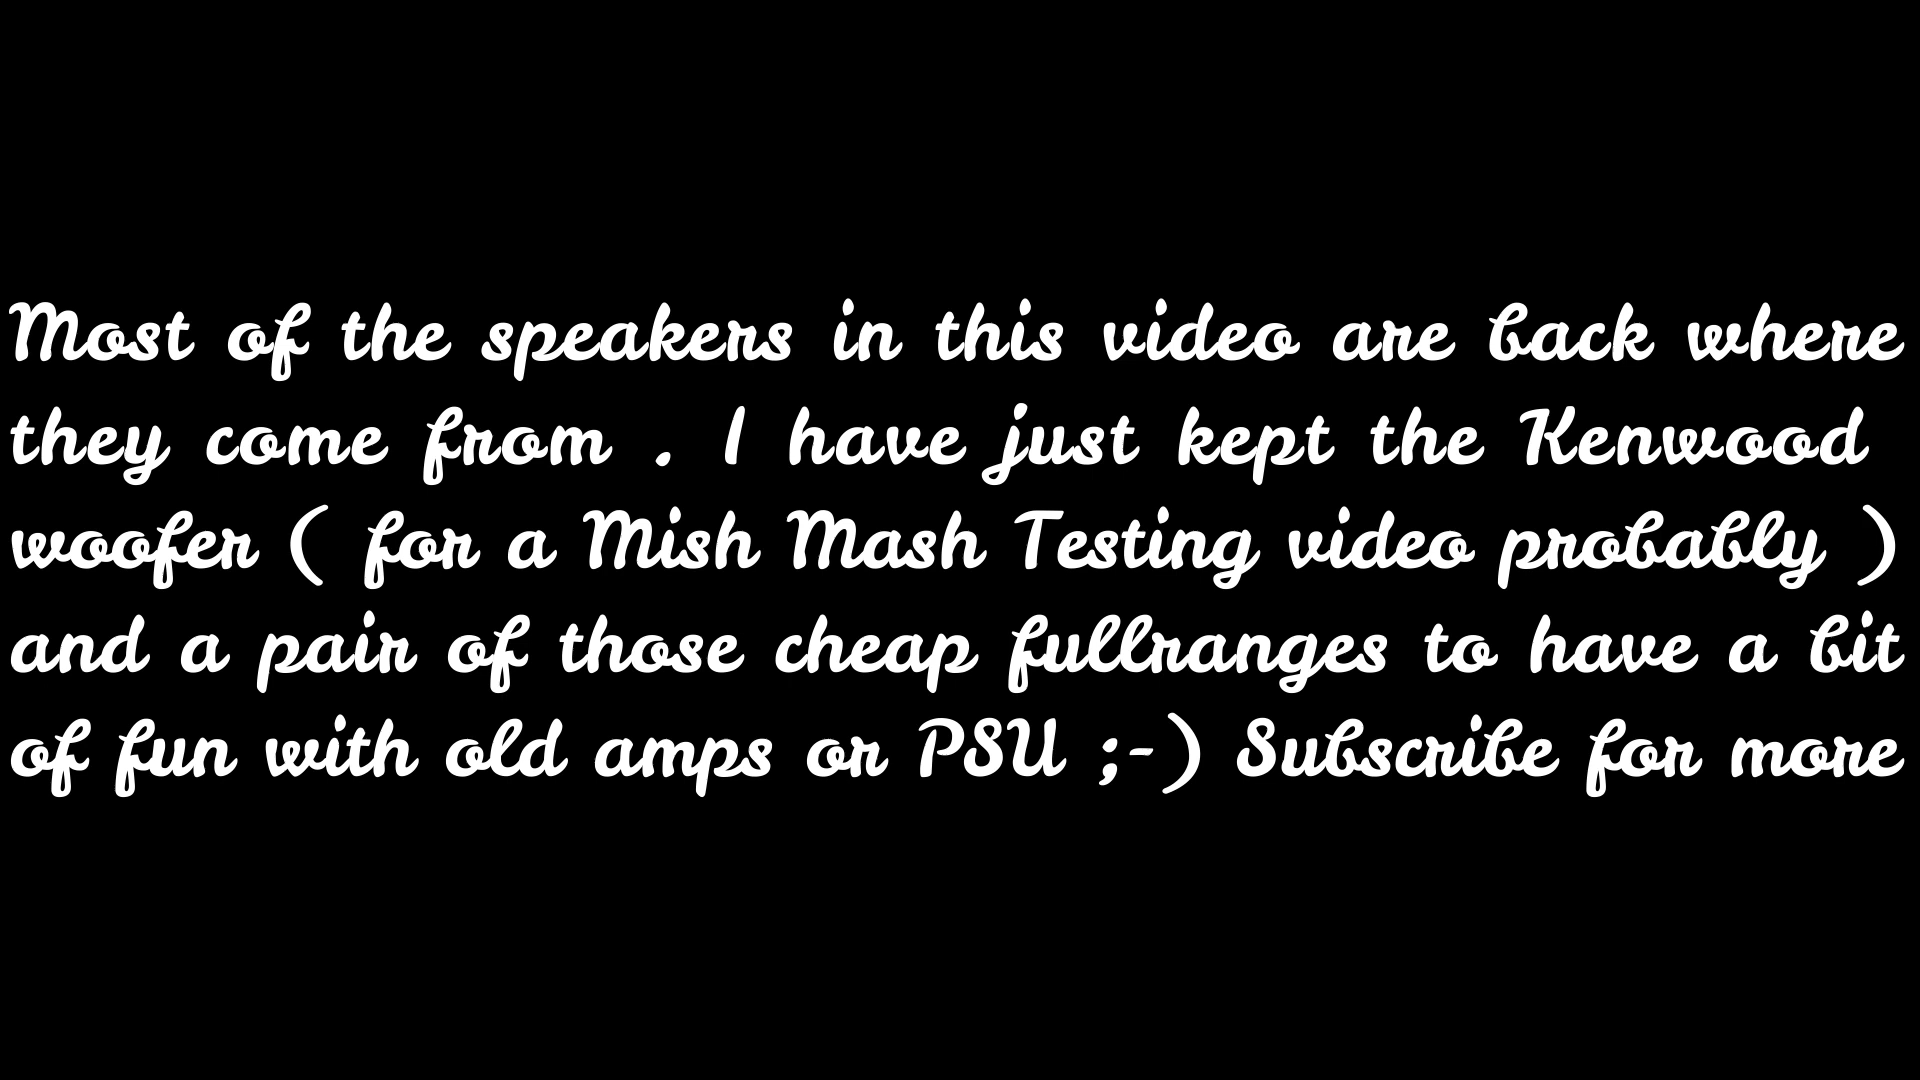 Most of the speakers in this video are back where
they come from . I have just kept the Kenwood
woofer ( for a Mish Mash Testing video probably )
and a pair of those cheap fullranges to have a bit
of fun with old amps or PSU ;-) Subscribe for more